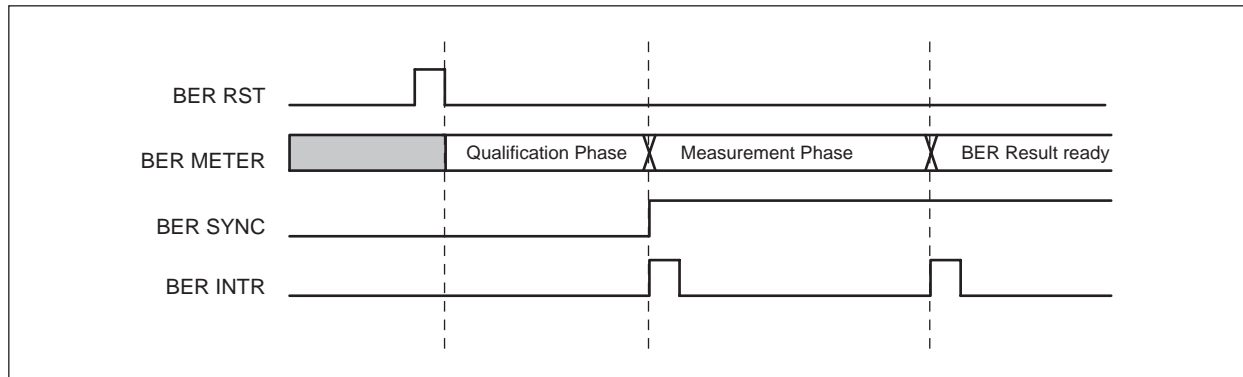 BER RST
BER METER
Qualification Phase
Measurement Phase
BER Result ready
BER SYNC
BER INTR